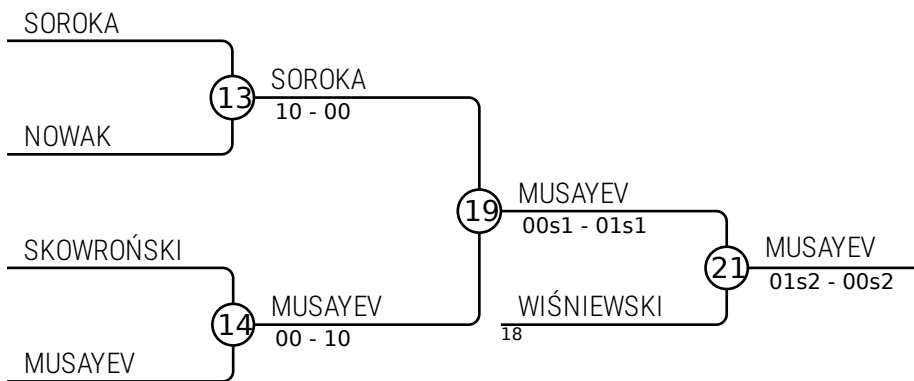 SOROKA
13
SOROKA
10 - 00
NOWAK
19
MUSAYEV
00s1 - 01s1
SKOWROŃSKI
21
MUSAYEV
01s2 - 00s2
14
MUSAYEV
00 - 10
WIŚNIEWSKI
18
MUSAYEV